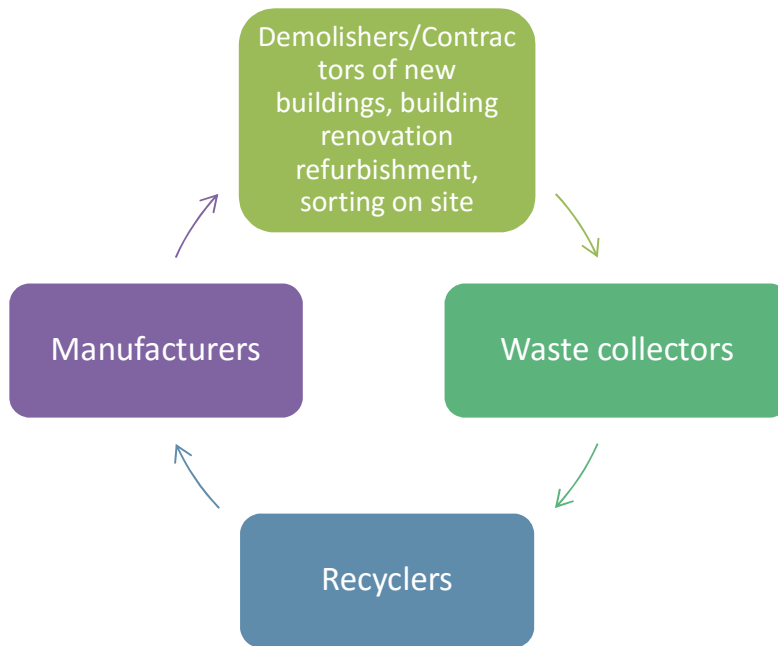 Demolishers/Contrac
tors of new
buildings, building
renovation
refurbishment,
sorting on site
Manufacturers
Waste collectors
Recyclers